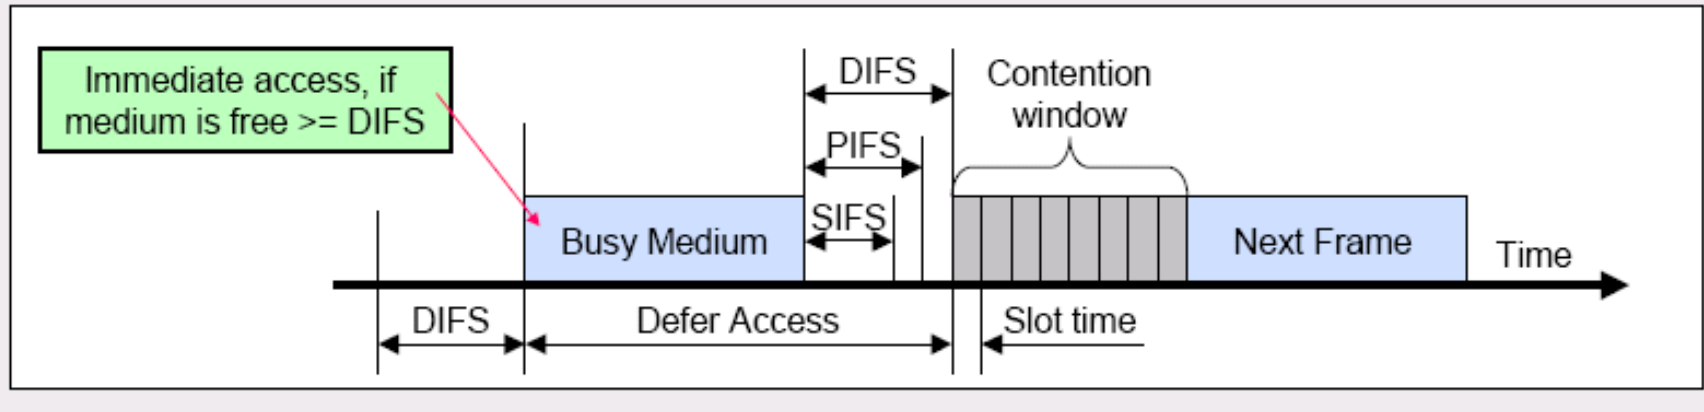 Immediate access, if
medium is free >= DIFS
DIFS
PIFS
SIFS
Contention
window
Busy Medium
Next Frame
Time
DIFS
Defer Access
Slot time